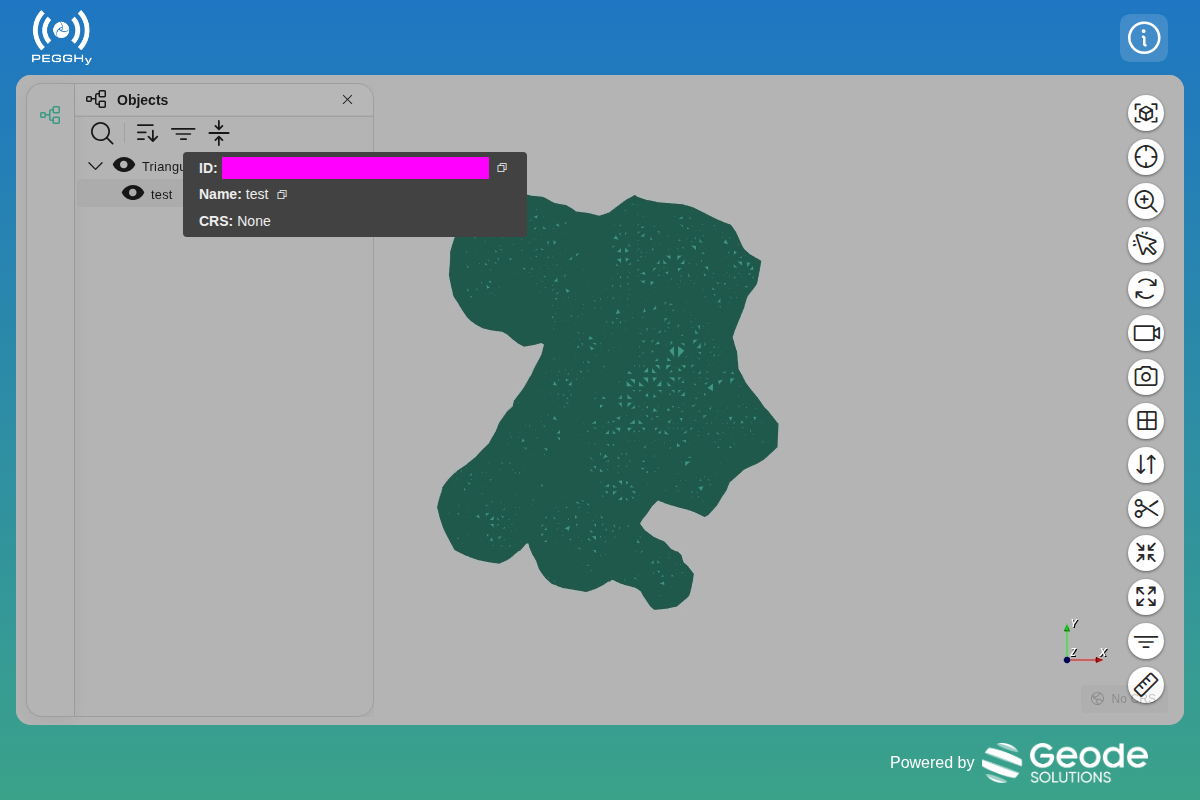 PEGGHy
Objects
Triangu
test
ID:
Name: test
CRS: None
Y
Z X
No CRS
Powered by Geode
SOLUTIONS